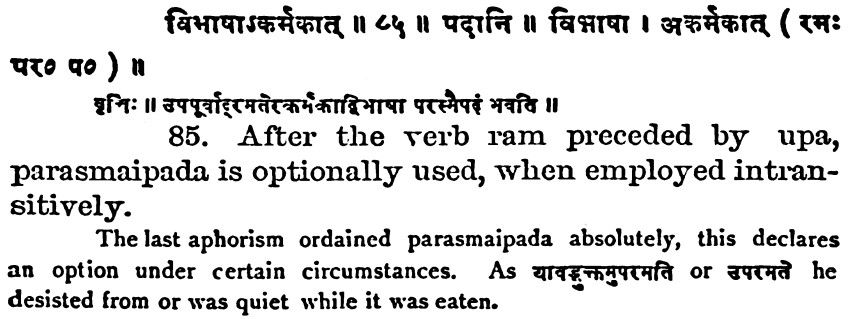 विभाषाऽकर्मकात् ॥ ८५ ॥ पदानि ॥ विभाषा । अकर्मकात् ( रमः
पर० प० ) ॥
वृत्तिः ॥ उपपूर्वाद्रमतेरकर्मकाद्विभाषा परस्मैपदं भवति ॥
85. After the verb ram preceded by upa,
parasmaipada is optionally used, when employed intran-
sitively.
The last aphorism ordained parasmaipada absolutely, this declares
an option under certain circumstances. As यावद्भुक्तमुपरमति or उपरमते he
desisted from or was quiet while it was eaten.